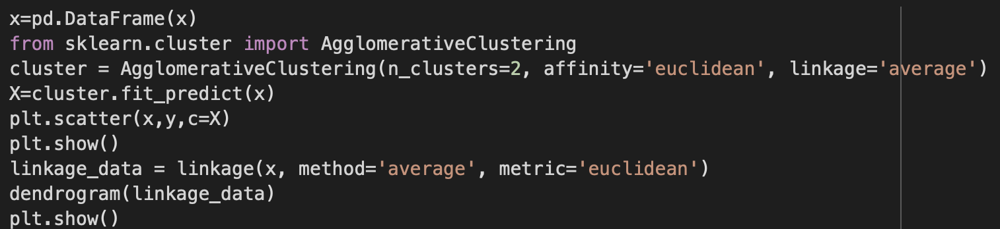 x=pd.DataFrame(x)
from sklearn.cluster import AgglomerativeClustering
cluster = AgglomerativeClustering(n_clusters=2, affinity='euclidean', linkage='average')
X=cluster.fit_predict(x)
plt.scatter(x,y,c=X)
plt.show()
linkage_data = linkage(x, method='average', metric='euclidean')
dendrogram(linkage_data)
plt.show()